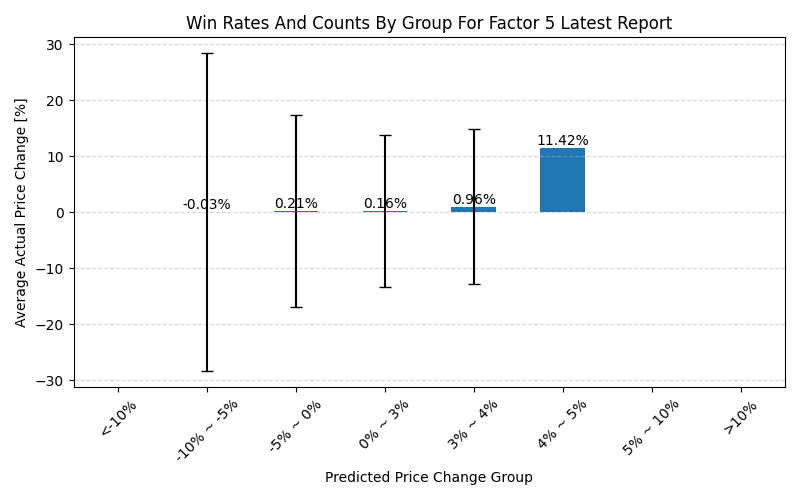 Win Rates And Counts By Group For Factor 5 Latest Report
Average Actual Price Change [%]
30
20
10
0
−10
−20
−30
-0.03%
0.21%
0.16%
0.96%
11.42%
<-10%
-10% ~ -5%
-5% ~ 0%
0% ~ 3%
3% ~ 4%
4% ~ 5%
5% ~ 10%
>10%
Predicted Price Change Group